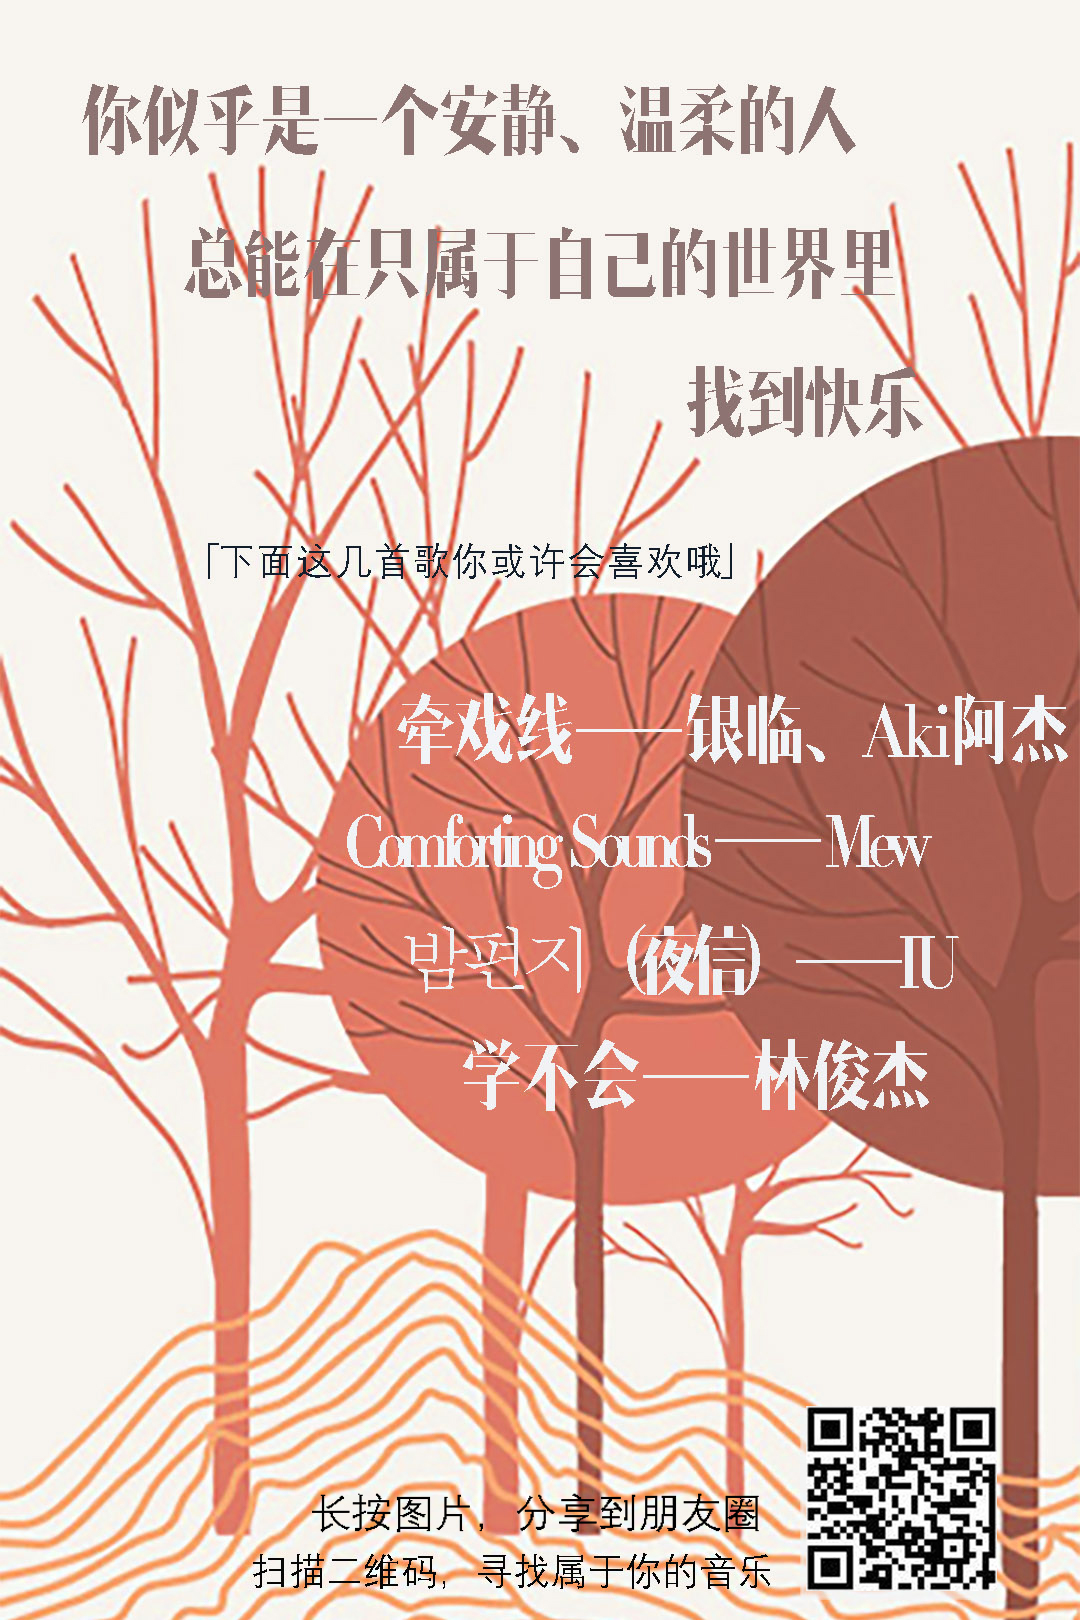 你似乎是一个安静、温柔的人
总能在只属于自己的世界里
找到快乐
「下面这几首歌你或许会喜欢哦」
牵戏线——银临、Aki阿杰
Comforting Sounds——Mew
밤편지（夜信）——IU
学不会——林俊杰
长按图片，分享到朋友圈
扫描二维码，寻找属于你的音乐